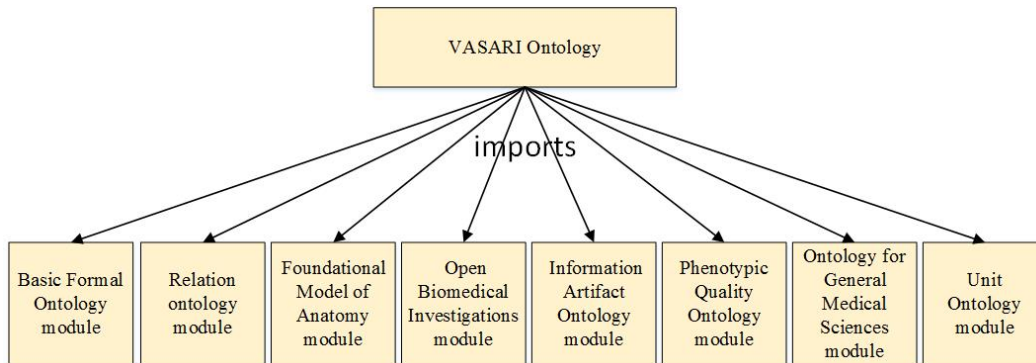 VASARI Ontology
imports
Basic Formal
Ontology
module
Relation
ontology
module
Foundational
Model of
Anatomy
module
Open
Biomedical
Investigations
module
Information
Artifact
Ontology
module
Phenotypic
Quality
Ontology
module
Ontology for
General
Medical
Sciences
module
Unit
Ontology
module